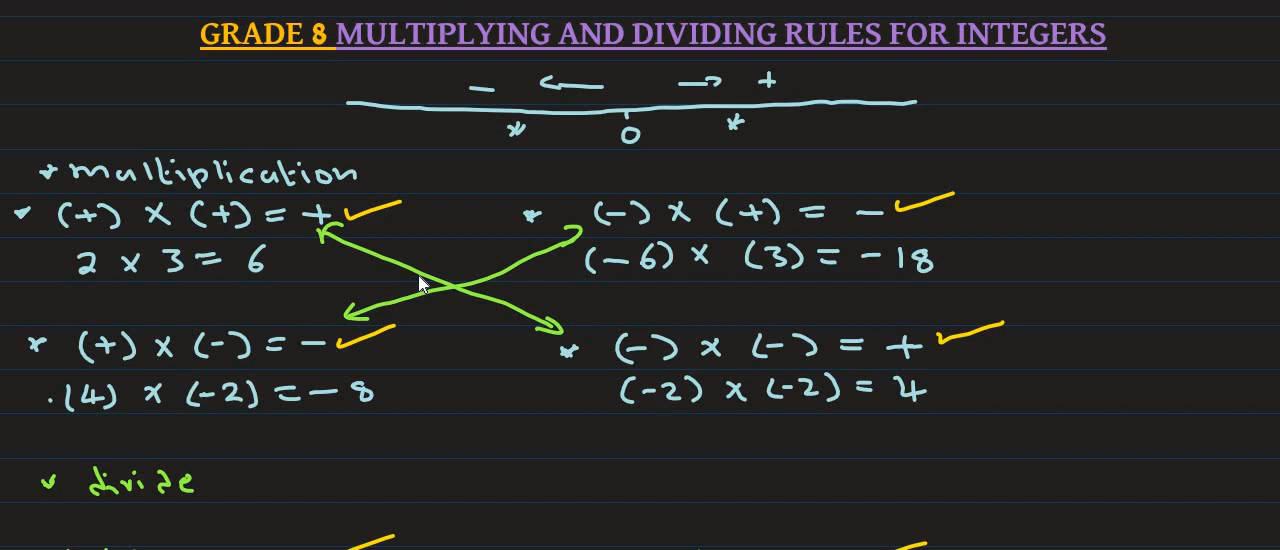 GRADE 8 MULTIPLYING AND DIVIDING RULES FOR INTEGERS
− ← → +
* 0 *
* multiplication
* (+) × (+) = +
2 × 3 = 6
* (−) × (+) = −
(−6) × (3) = −18
* (+) × (−) = −
.(4) × (−2) = −8
* (−) × (−) = +
(−2) × (−2) = 4
* divide